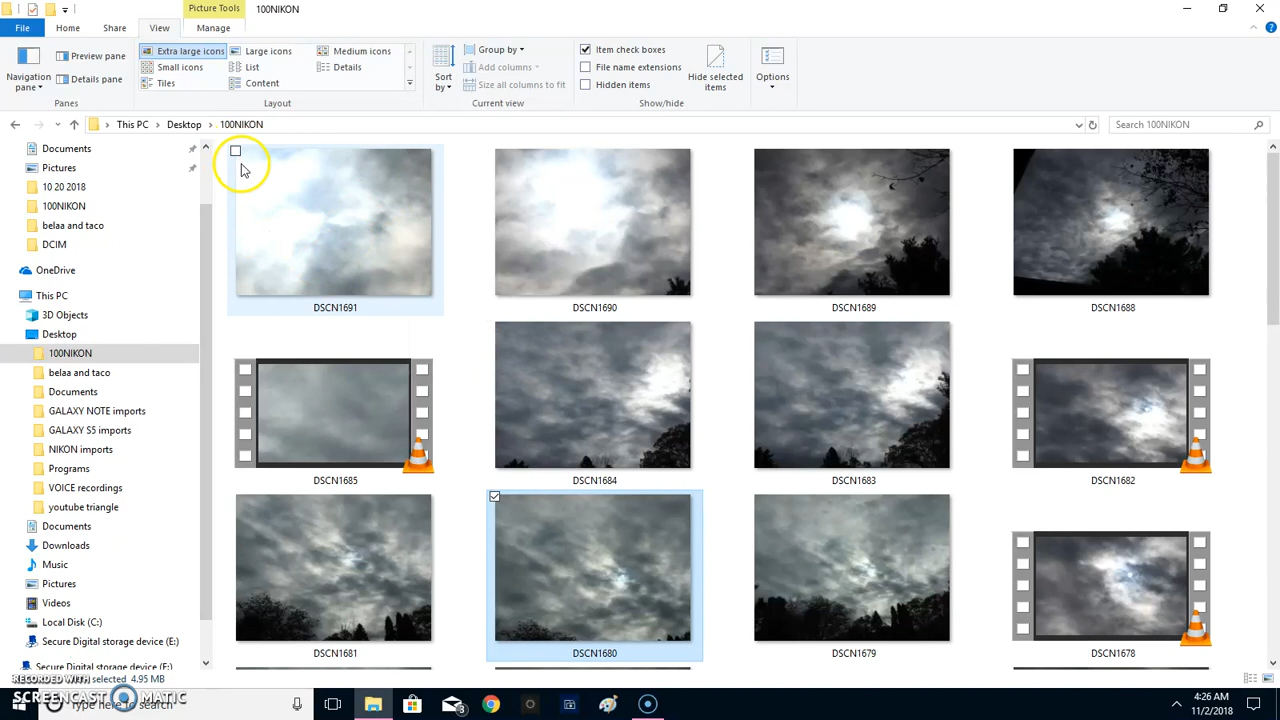 Picture Tools 100NIKON
File Home Share View Manage
Navigation pane
Preview pane
Details pane
Panes
Extra large icons Large icons Medium icons
Small icons List Details
Tiles Content
Layout
Sort by
Group by
Add columns
Size all columns to fit
Current view
Item check boxes
File name extensions
Hidden items
Hide selected items
Show/hide
Options
This PC Desktop 100NIKON
Search 100NIKON
Documents
Pictures
10 20 2018
100NIKON
belaa and taco
DCIM
OneDrive
This PC
3D Objects
Desktop
100NIKON
belaa and taco
Documents
GALAXY NOTE imports
GALAXY S5 imports
NIKON imports
Programs
VOICE recordings
youtube triangle
Documents
Downloads
Music
Pictures
Videos
Local Disk (C:)
Secure Digital storage device (E:)
Secure Digital storage device (E:)
DSCN1691 DSCN1690 DSCN1689 DSCN1688
DSCN1685 DSCN1684 DSCN1683 DSCN1682
DSCN1681 DSCN1680 DSCN1679 DSCN1678
selected 4.95 MB
RECORDED WITH
SCREENCAST MATIC
Type here to search
3
4:26 AM
11/2/2018